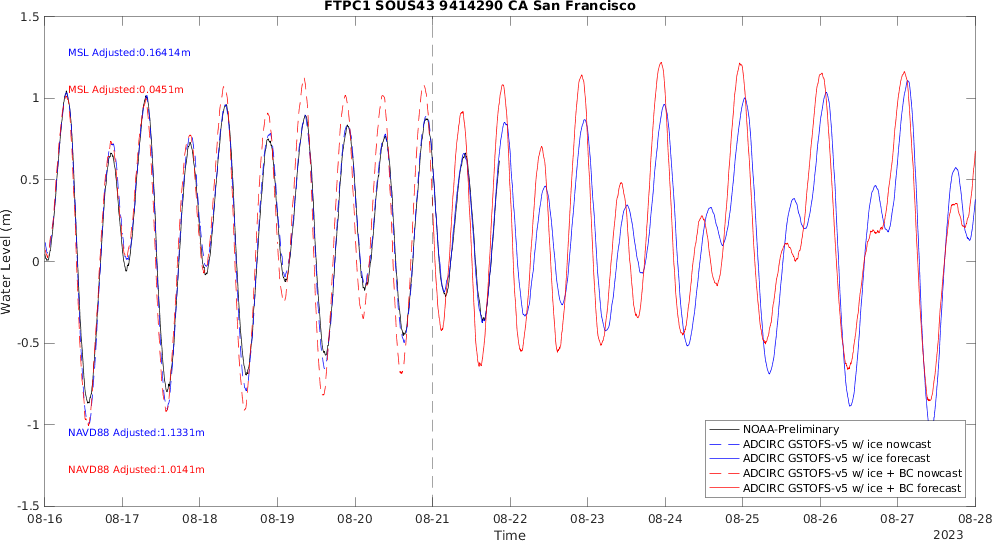 FTPC1 SOUS43 9414290 CA San Francisco
1.5
1
0.5
0
-0.5
-1
-1.5
Water Level (m)
MSL Adjusted:0.16414m
MSL Adjusted:0.0451m
NAVD88 Adjusted:1.1331m
NAVD88 Adjusted:1.0141m
NOAA-Preliminary
ADCIRC GSTOFS-v5 w/ ice nowcast
ADCIRC GSTOFS-v5 w/ ice forecast
ADCIRC GSTOFS-v5 w/ ice + BC nowcast
ADCIRC GSTOFS-v5 w/ ice + BC forecast
08-16 08-17 08-18 08-19 08-20 08-21 08-22 08-23 08-24 08-25 08-26 08-27 08-28
Time
2023